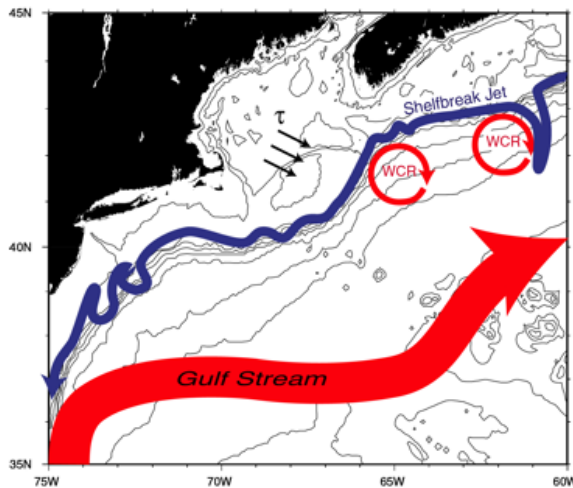 45N
Shelfbreak Jet
τ
WCR
WCR
40N
Gulf Stream
35N
75W
70W
65W
60W